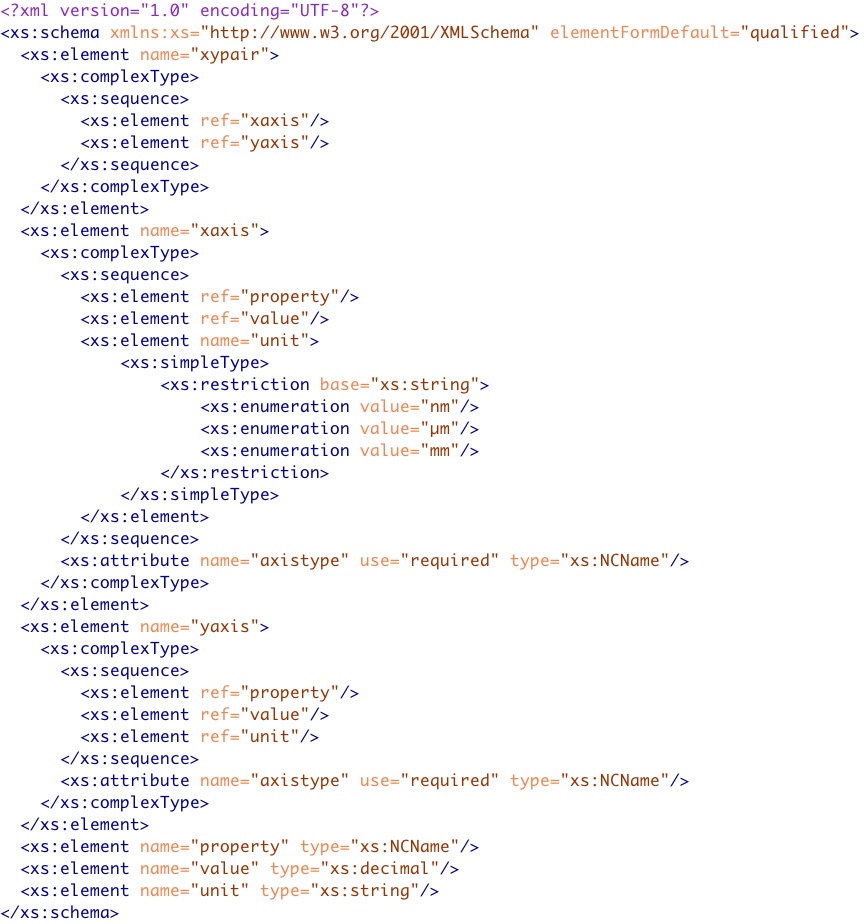 <?xml version="1.0" encoding="UTF-8"?>
<xs:schema xmlns:xs="http://www.w3.org/2001/XMLSchema" elementFormDefault="qualified">
  <xs:element name="xypair">
    <xs:complexType>
      <xs:sequence>
        <xs:element ref="xaxis"/>
        <xs:element ref="yaxis"/>
      </xs:sequence>
    </xs:complexType>
  </xs:element>
  <xs:element name="xaxis">
    <xs:complexType>
      <xs:sequence>
        <xs:element ref="property"/>
        <xs:element ref="value"/>
        <xs:element name="unit">
            <xs:simpleType>
                <xs:restriction base="xs:string">
                    <xs:enumeration value="nm"/>
                    <xs:enumeration value="µm"/>
                    <xs:enumeration value="mm"/>
                </xs:restriction>
            </xs:simpleType>
        </xs:element>
      </xs:sequence>
      <xs:attribute name="axistype" use="required" type="xs:NCName"/>
    </xs:complexType>
  </xs:element>
  <xs:element name="yaxis">
    <xs:complexType>
      <xs:sequence>
        <xs:element ref="property"/>
        <xs:element ref="value"/>
        <xs:element ref="unit"/>
      </xs:sequence>
      <xs:attribute name="axistype" use="required" type="xs:NCName"/>
    </xs:complexType>
  </xs:element>
  <xs:element name="property" type="xs:NCName"/>
  <xs:element name="value" type="xs:decimal"/>
  <xs:element name="unit" type="xs:string"/>
</xs:schema>